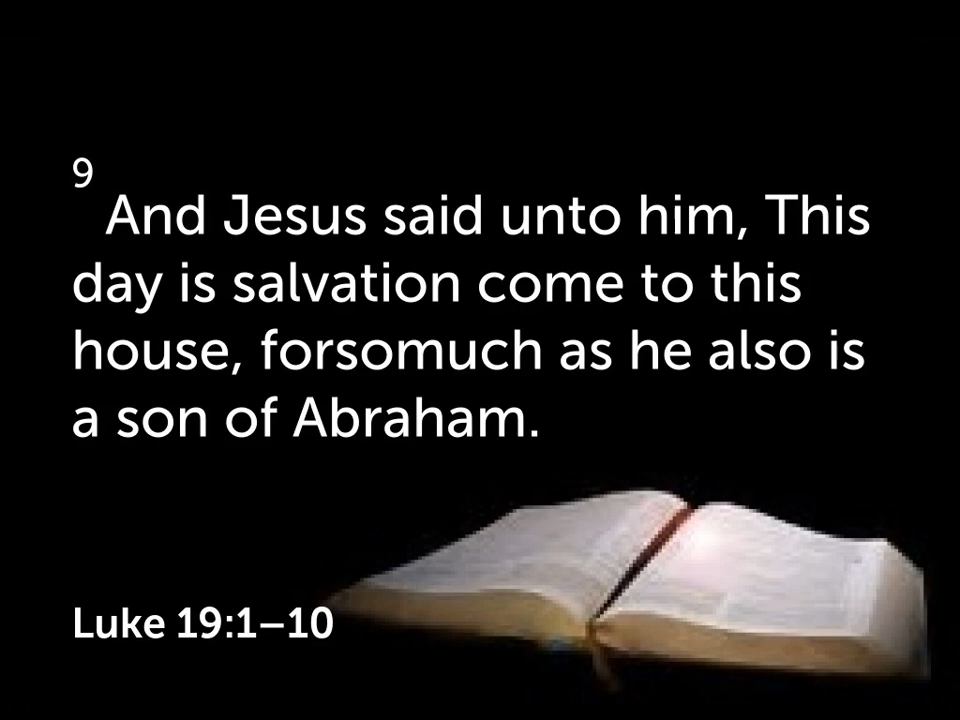 9
And Jesus said unto him, This
day is salvation come to this
house, forsomuch as he also is
a son of Abraham.
Luke 19:1–10